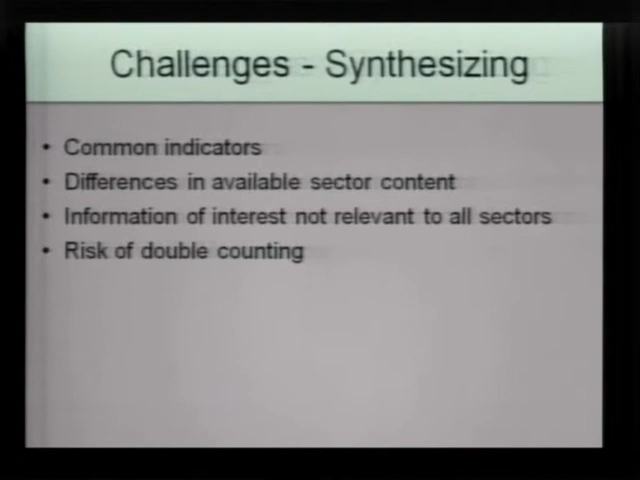 Challenges - Synthesizing
• Common indicators
• Differences in available sector content
• Information of interest not relevant to all sectors
• Risk of double counting